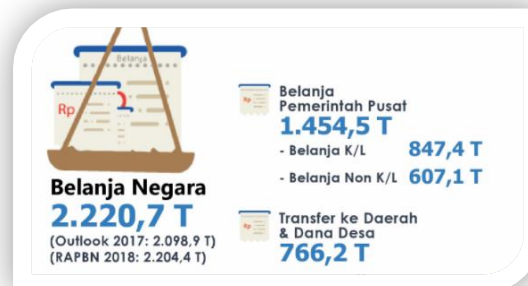 Belanja
Rp
Belanja Negara
2.220,7 T
(Outlook 2017: 2.098,9 T)
(RAPBN 2018: 2.204,4 T)
Rp
Belanja
Pemerintah Pusat
1.454,5 T
- Belanja K/L 847,4 T
- Belanja Non K/L 607,1 T
Transfer ke Daerah
& Dana Desa
766,2 T